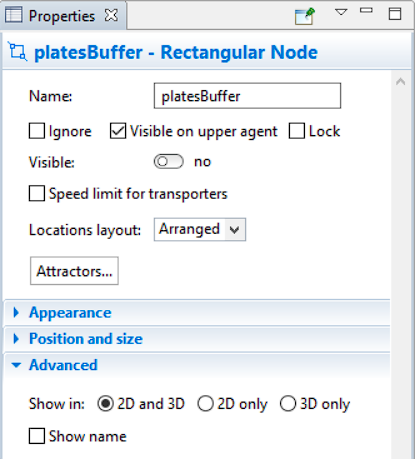 Properties
platesBuffer - Rectangular Node
Name: platesBuffer
Ignore Visible on upper agent Lock
Visible: no
Speed limit for transporters
Locations layout: Arranged
Attractors...
Appearance
Position and size
Advanced
Show in: 2D and 3D 2D only 3D only
Show name